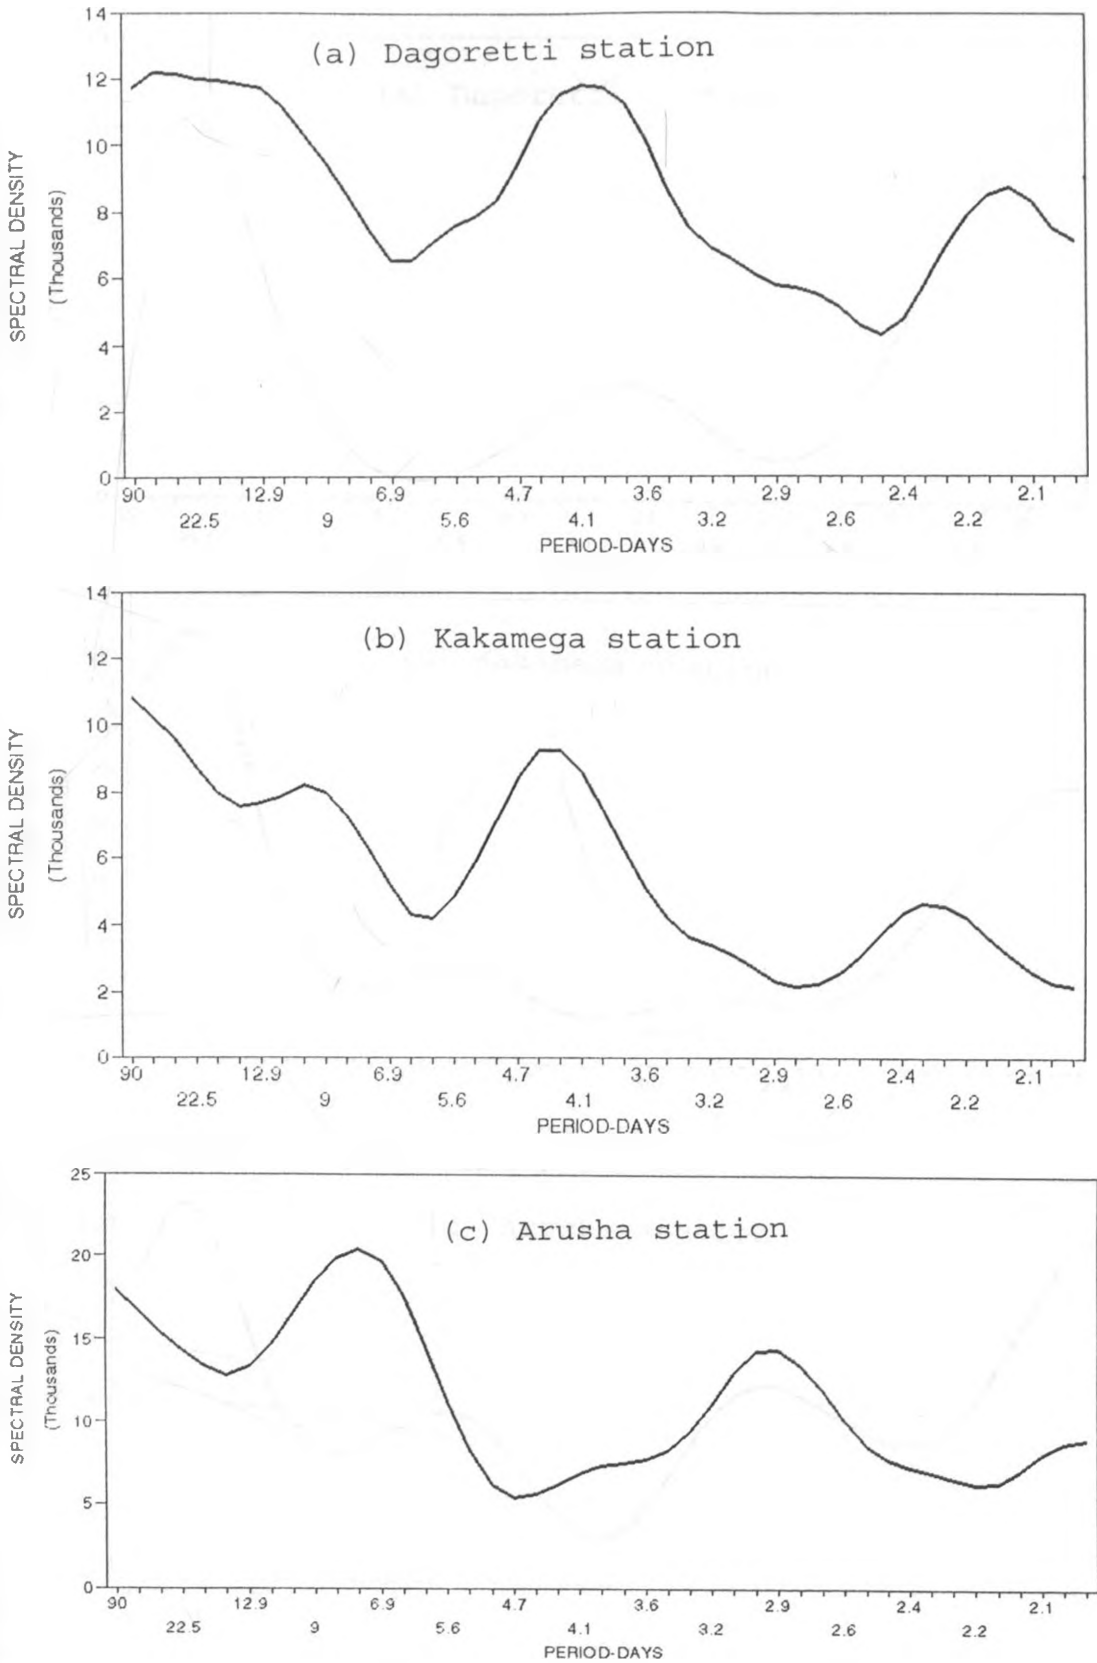 (a) Dagoretti station
SPECTRAL DENSITY
(Thousands)
14
12
10
8
6
4
2
0
90 12.9 6.9 4.7 3.6 2.9 2.4 2.1
22.5 9 5.6 4.1 3.2 2.6 2.2
PERIOD-DAYS
(b) Kakamega station
SPECTRAL DENSITY
(Thousands)
14
12
10
8
6
4
2
0
90 12.9 6.9 4.7 3.6 2.9 2.4 2.1
22.5 9 5.6 4.1 3.2 2.6 2.2
PERIOD-DAYS
(c) Arusha station
SPECTRAL DENSITY
(Thousands)
25
20
15
10
5
0
90 12.9 6.9 4.7 3.6 2.9 2.4 2.1
22.5 9 5.6 4.1 3.2 2.6 2.2
PERIOD-DAYS